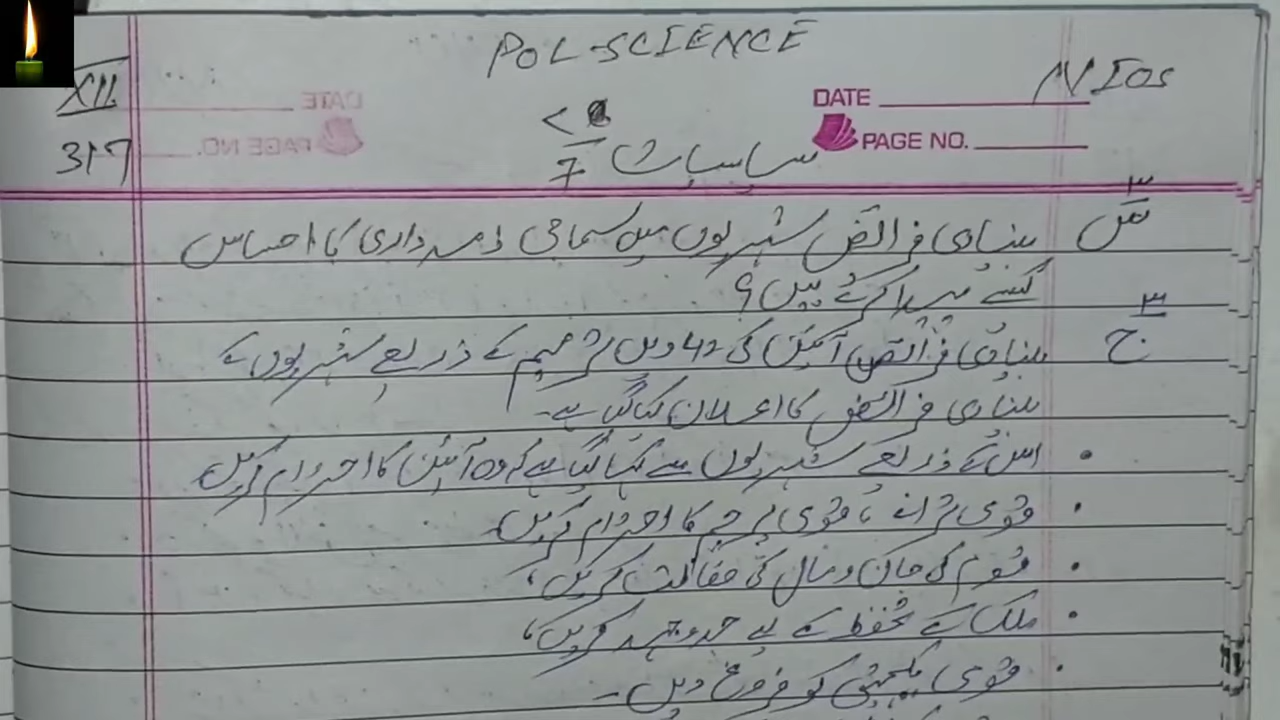 POL-SCIENCE
XII
NIOS
DATE
PAGE NO.
317
سیاسیات
7
س ۳ بنیادی فرائض شہریوں میں سماجی ذمہ داری کا احساس
کیسے پیدا کرتے ہیں؟
ج ۳ بنیادی فرائض آئین کی 42 ویں ترمیم کے ذریعے شہریوں کے
بنیادی فرائض کا اعلان کیا گیا ہے۔
• اس کے ذریعے شہریوں سے کہا گیا ہے کہ وہ آئین کا احترام کریں
• قومی ترانے، قومی پرچم کا احترام کریں
• قوم کی جان و مال کی حفاظت کریں،
• ملک کے تحفظ کے لیے جدوجہد کریں،
• قومی یکجہتی کو فروغ دیں۔